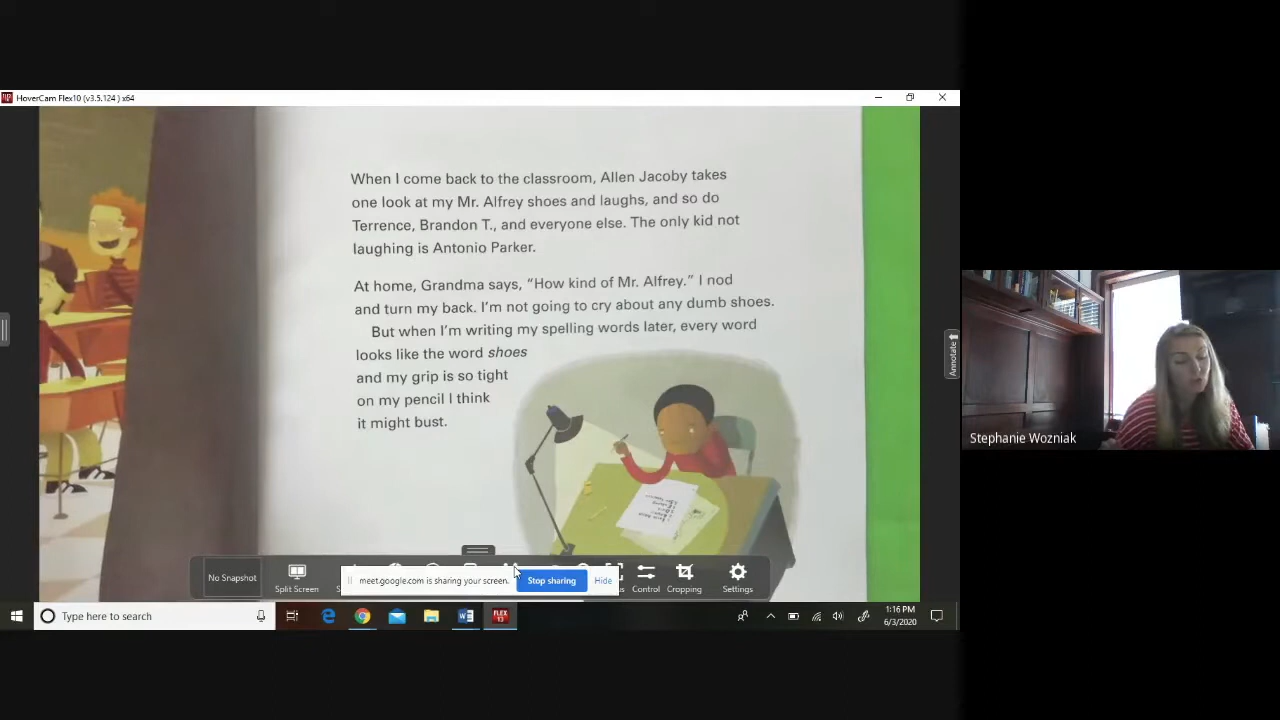 HoverCam Flex10 (v3.5.124 ) x64
When I come back to the classroom, Allen Jacoby takes
one look at my Mr. Alfrey shoes and laughs, and so do
Terrence, Brandon T., and everyone else. The only kid not
laughing is Antonio Parker.
At home, Grandma says, “How kind of Mr. Alfrey.” I nod
and turn my back. I’m not going to cry about any dumb shoes.
But when I’m writing my spelling words later, every word
looks like the word shoes
and my grip is so tight
on my pencil I think
it might bust.
Annotate
Stephanie Wozniak
No Snapshot
Split Screen
Control
Cropping
Settings
meet.google.com is sharing your screen.
Stop sharing
Hide
Type here to search
FLEX
1:16 PM
6/3/2020